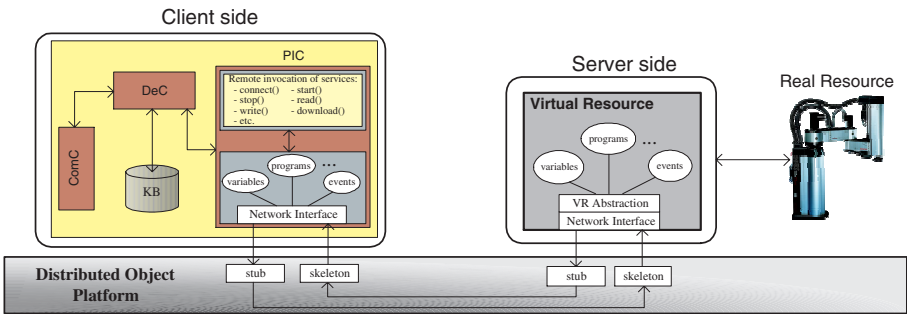 Client side
PIC
Remote invocation of services:
- connect() - start()
- stop() - read()
- write() - download()
- etc.
DeC
ComC
KB
programs
...
variables
events
Network Interface
Server side
Virtual Resource
programs
...
variables
events
VR Abstraction
Network Interface
Real Resource
Distributed Object
Platform
stub
skeleton
stub
skeleton